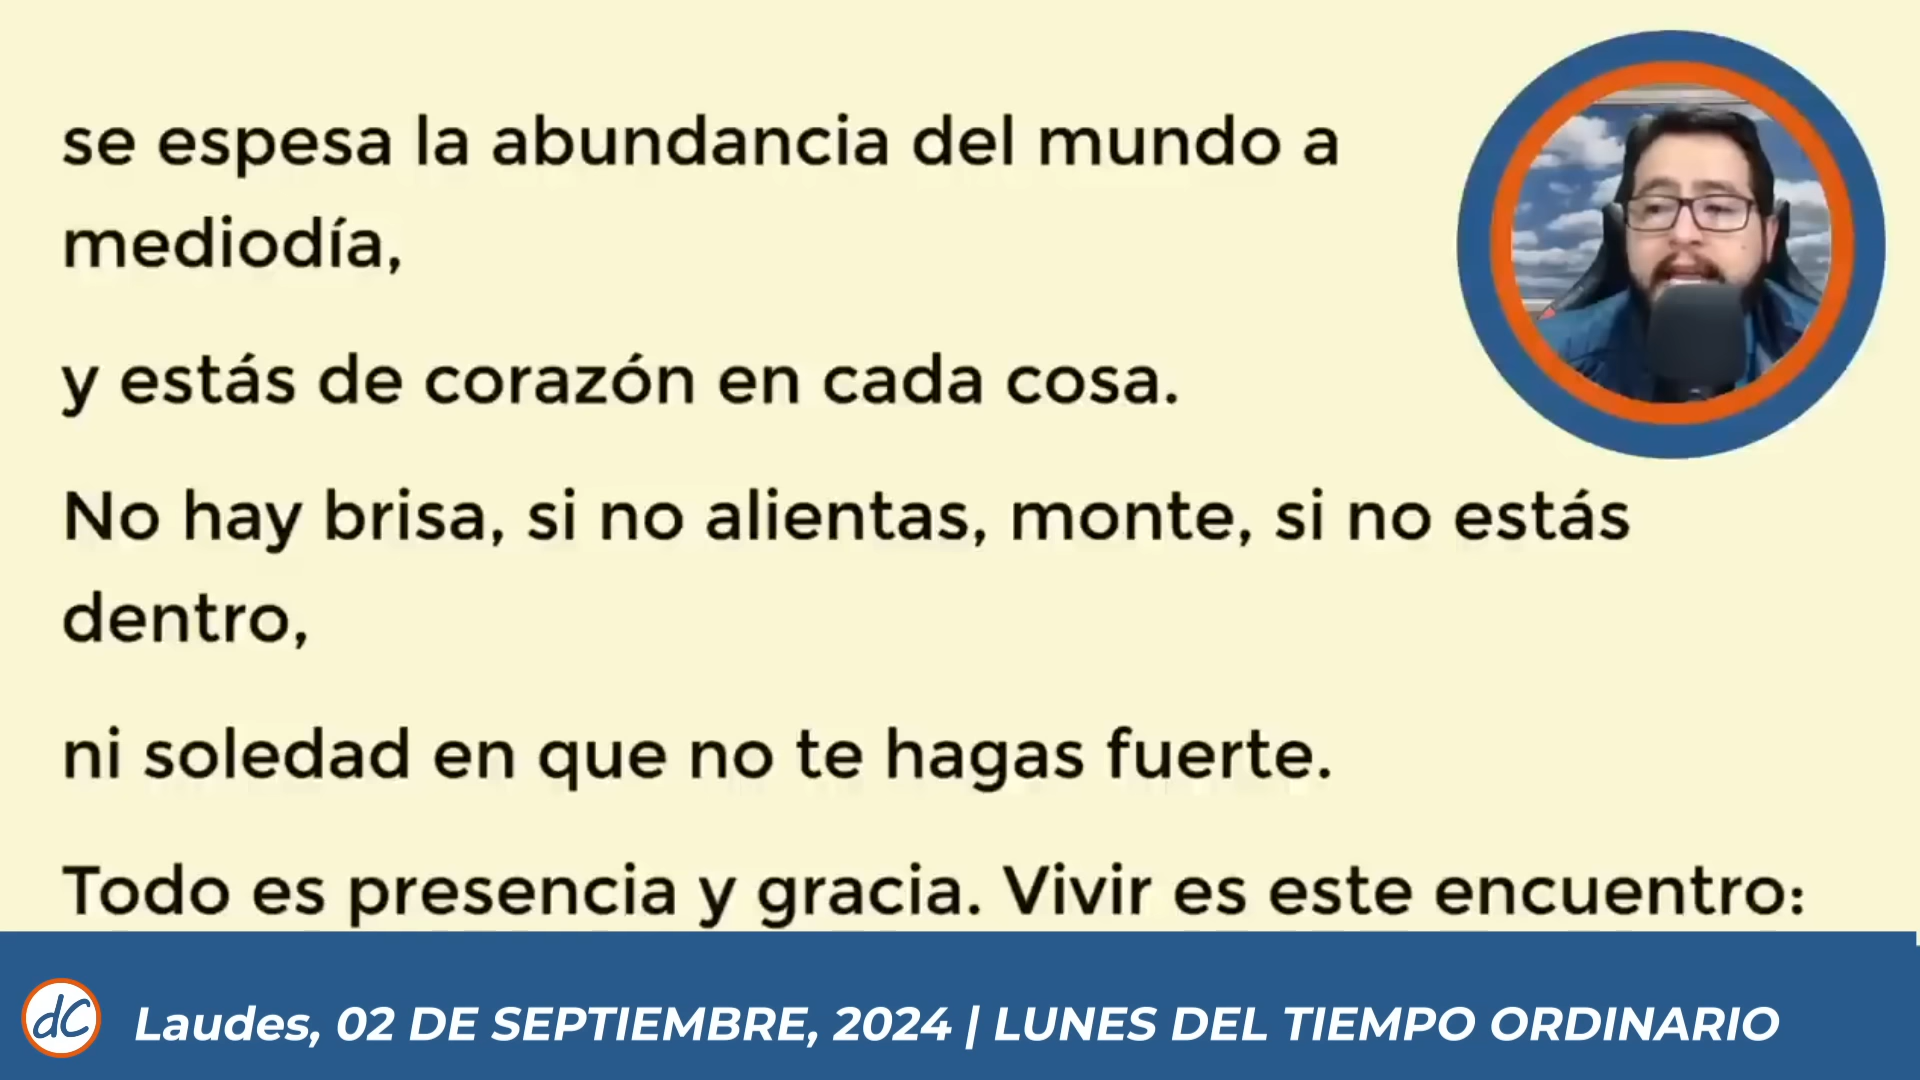 se espesa la abundancia del mundo a
mediodía,
y estás de corazón en cada cosa.
No hay brisa, si no alientas, monte, si no estás
dentro,
ni soledad en que no te hagas fuerte.
Todo es presencia y gracia. Vivir es este encuentro:
dC
Laudes, 02 DE SEPTIEMBRE, 2024 | LUNES DEL TIEMPO ORDINARIO